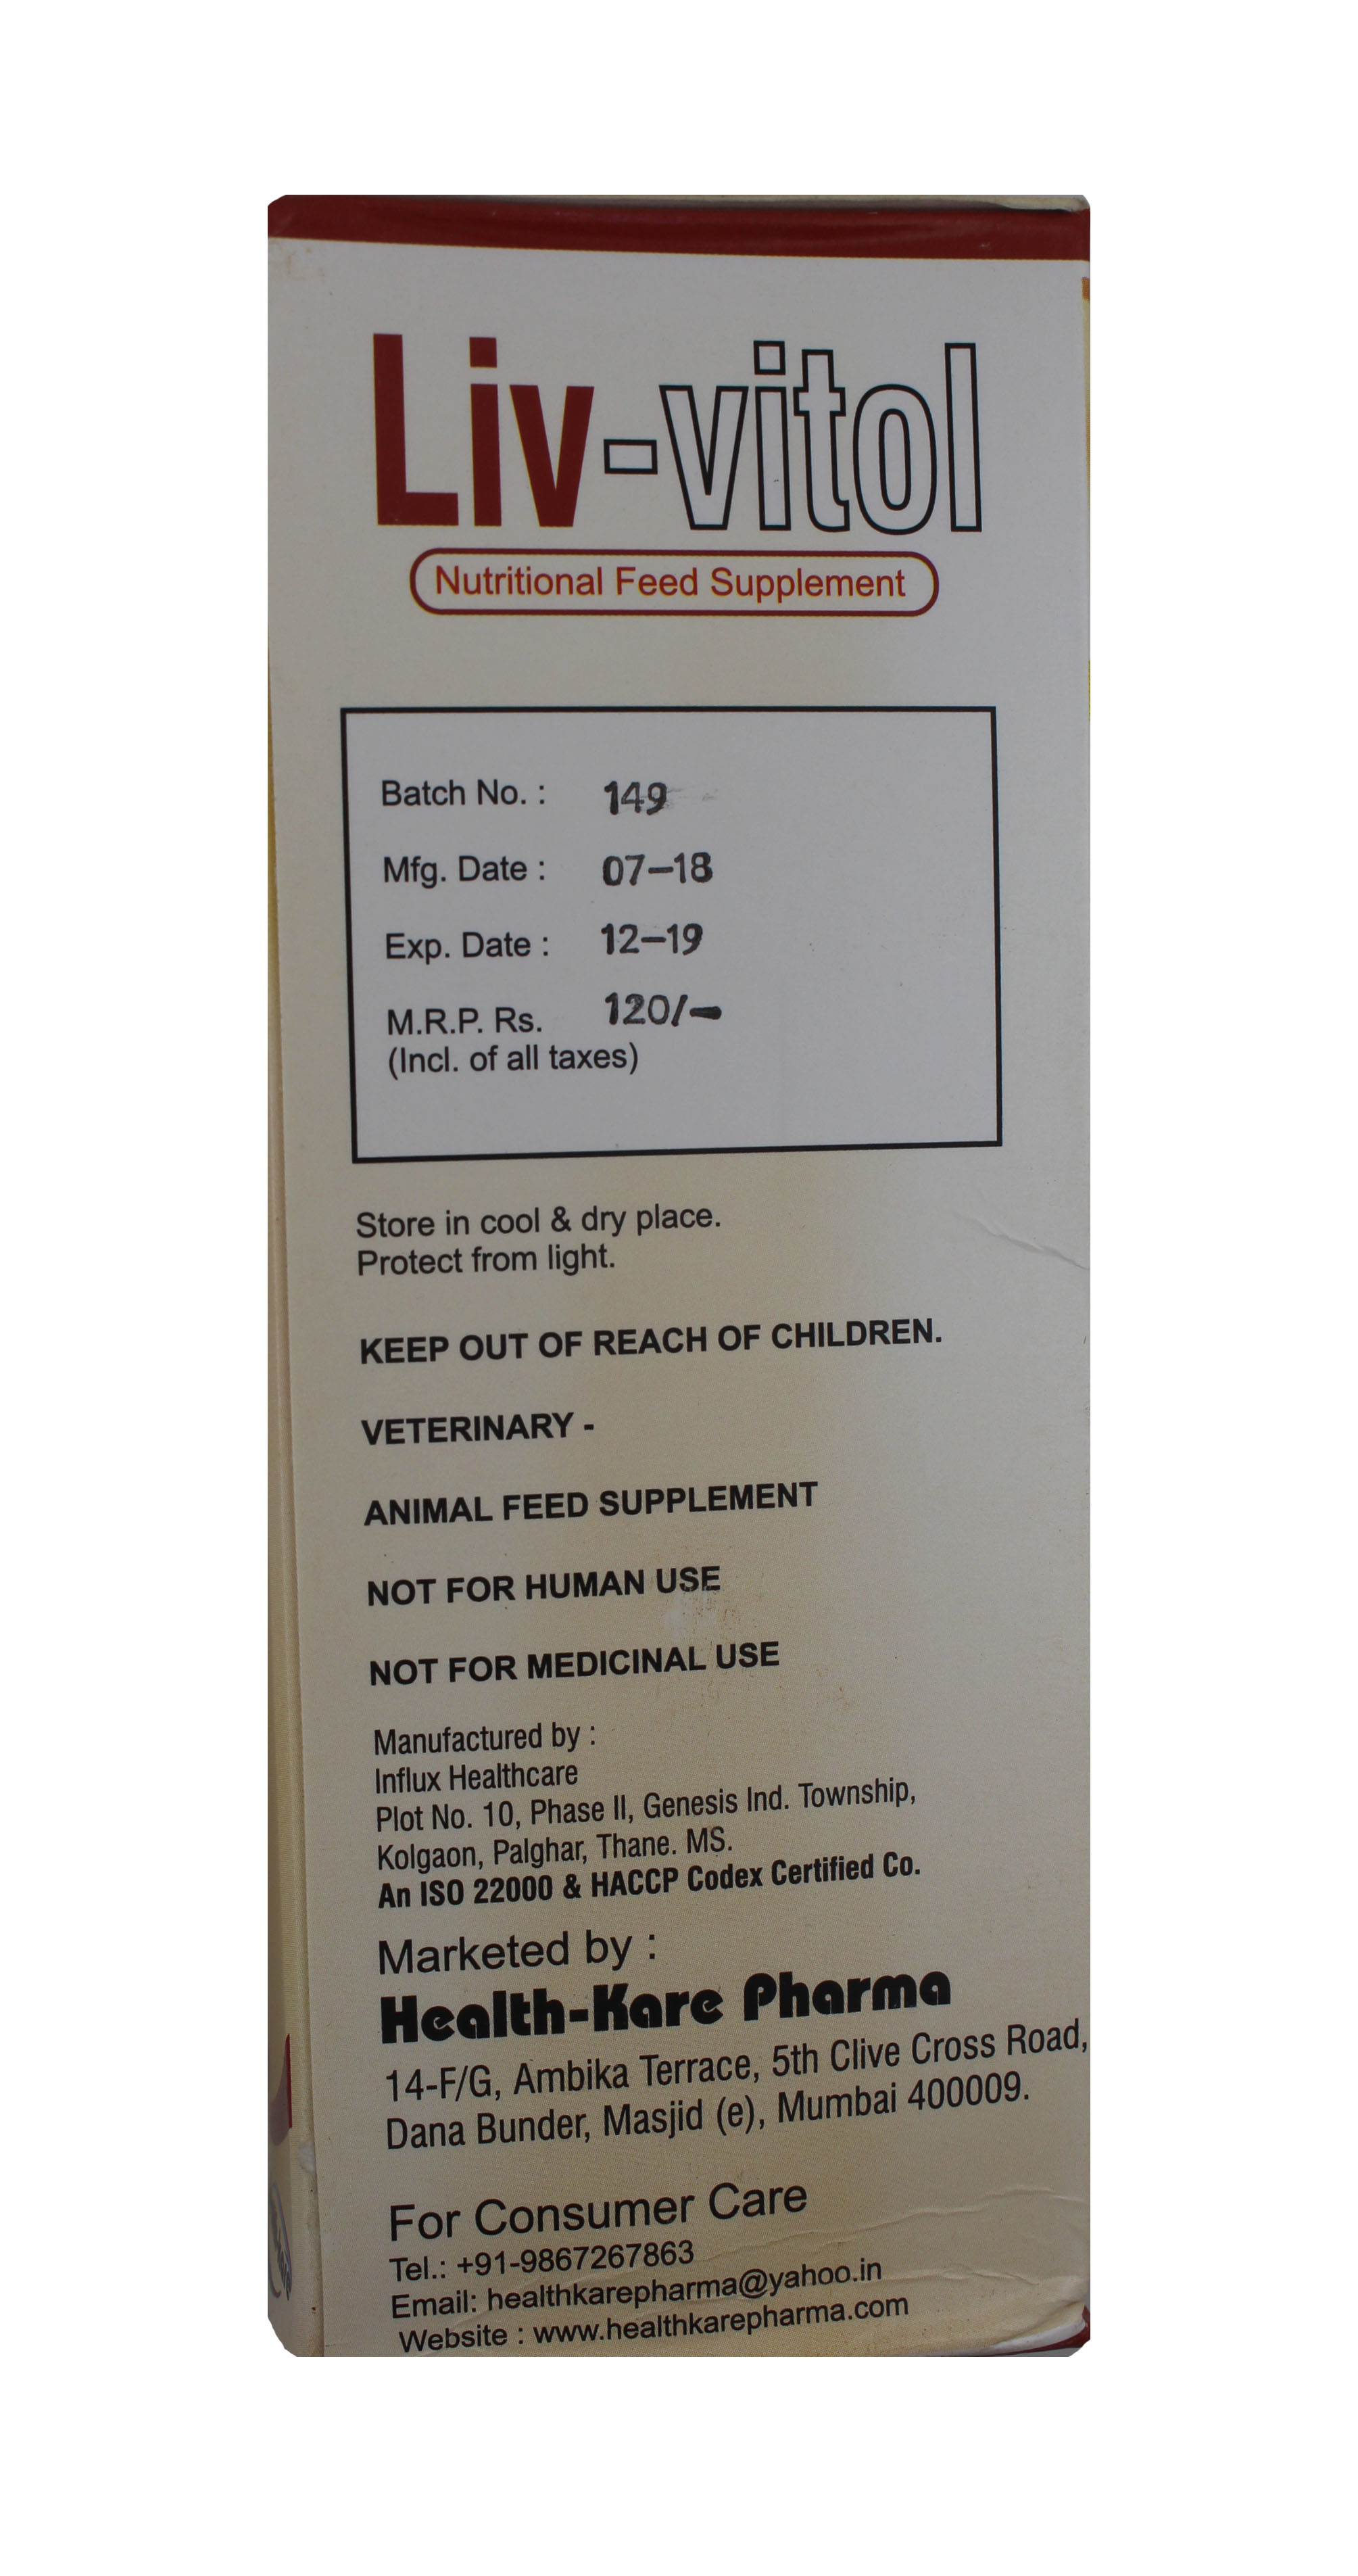 Liv-vitol
Nutritional Feed Supplement
Batch No. : 149
Mfg. Date : 07-18
Exp. Date : 12-19
M.R.P. Rs. 120/-
(Incl. of all taxes)
Store in cool & dry place.
Protect from light.
KEEP OUT OF REACH OF CHILDREN.
VETERINARY -
ANIMAL FEED SUPPLEMENT
NOT FOR HUMAN USE
NOT FOR MEDICINAL USE
Manufactured by :
Influx Healthcare
Plot No. 10, Phase II, Genesis Ind. Township,
Kolgaon, Palghar, Thane. MS.
An ISO 22000 & HACCP Codex Certified Co.
Marketed by :
Health-Kare Pharma
14-F/G, Ambika Terrace, 5th Clive Cross Road,
Dana Bunder, Masjid (e), Mumbai 400009.
For Consumer Care
Tel.: +91-9867267863
Email: healthkarepharma@yahoo.in
Website : www.healthkarepharma.com